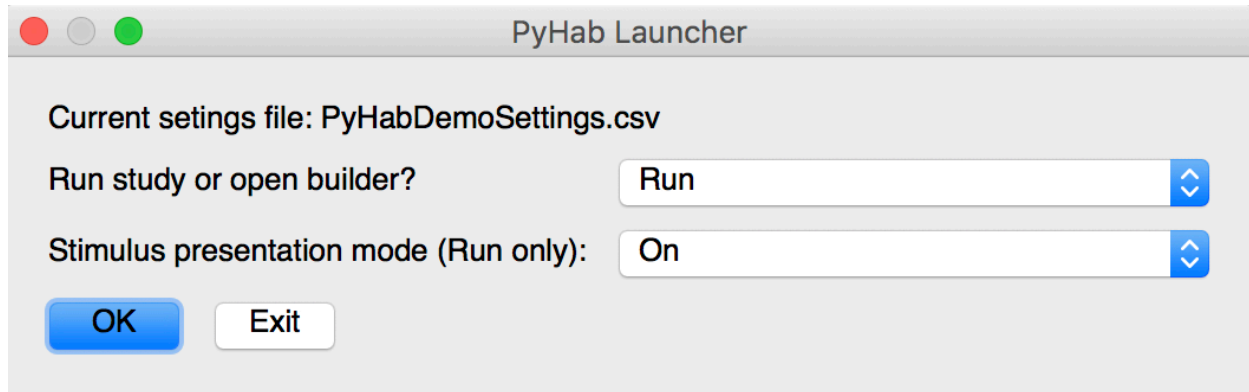 PyHab Launcher
Current setings file: PyHabDemoSettings.csv
Run study or open builder? Run
Stimulus presentation mode (Run only): On
OK Exit